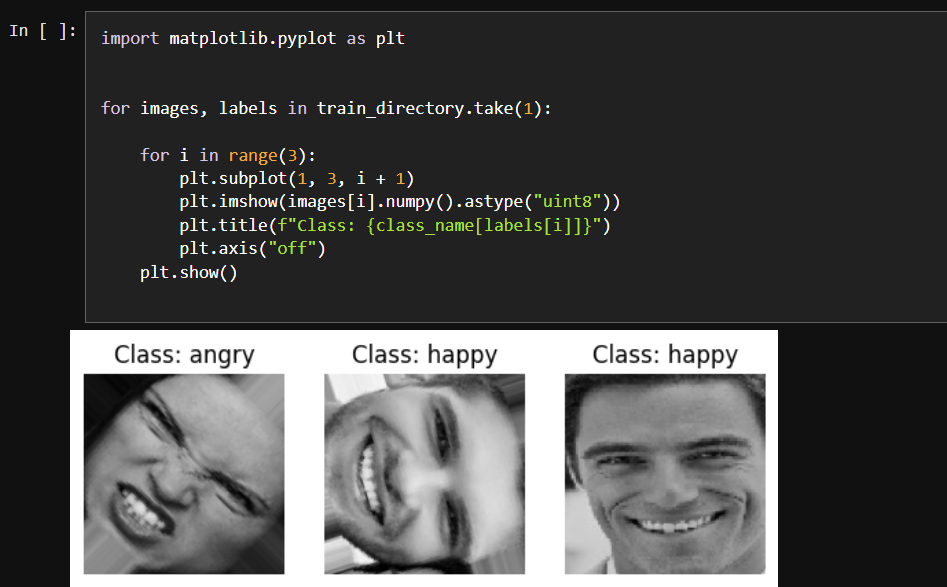 In [ ]:
import matplotlib.pyplot as plt
for images, labels in train_directory.take(1):
    for i in range(3):
        plt.subplot(1, 3, i + 1)
        plt.imshow(images[i].numpy().astype("uint8"))
        plt.title(f"Class: {class_name[labels[i]]}")
        plt.axis("off")
    plt.show()
Class: angry
Class: happy
Class: happy